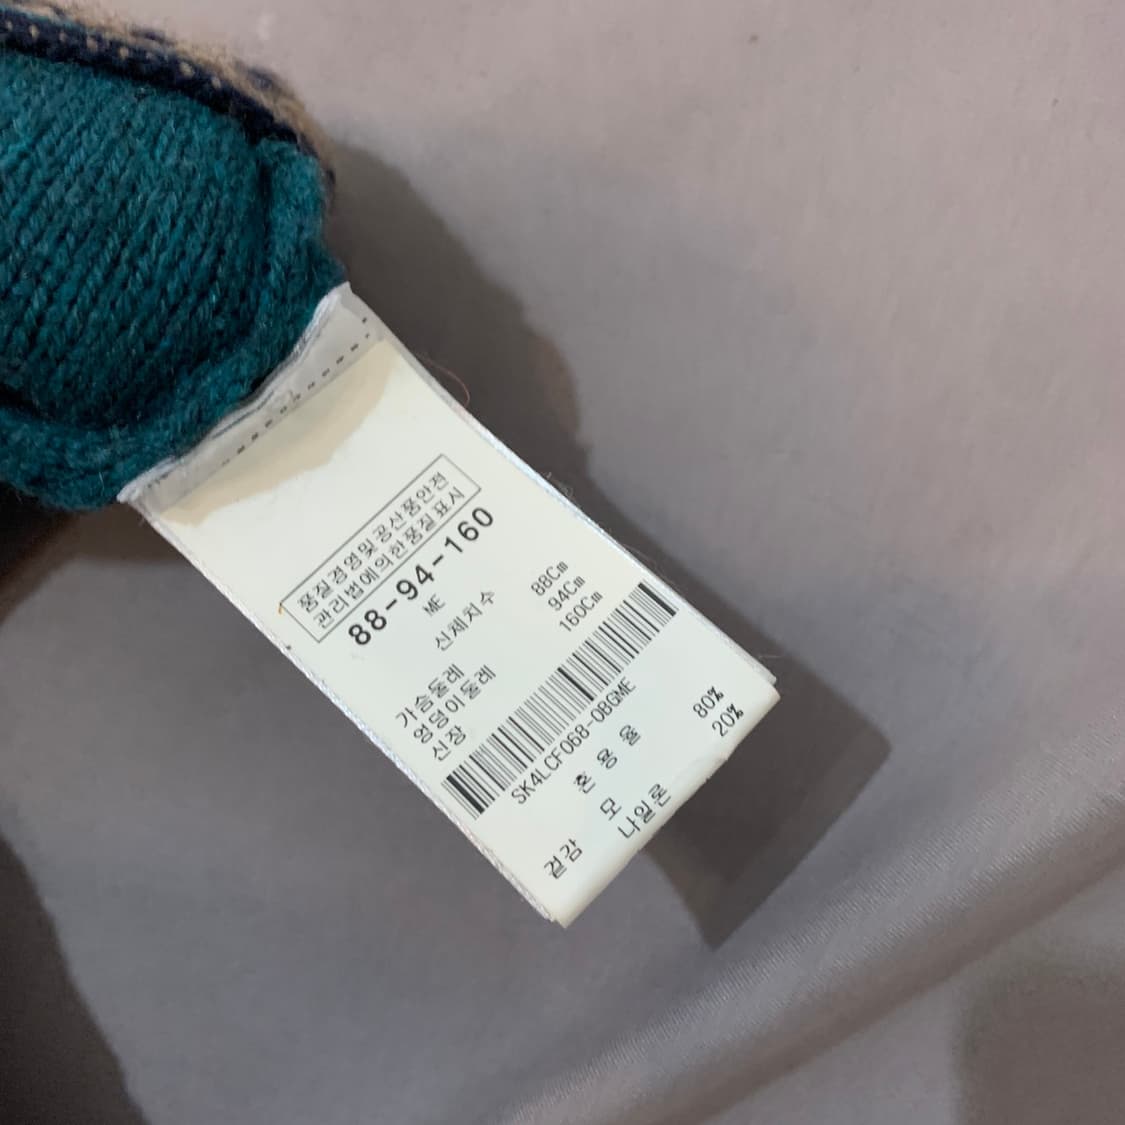 품질경영및공산품안전
관리법에의한품질표시
88-94-160
ME
신체치수
가슴둘레 88Cm
엉덩이둘레 94Cm
신장 160Cm
SK4LCF068-0BGME
혼용율
겉감 모 80%
나일론 20%